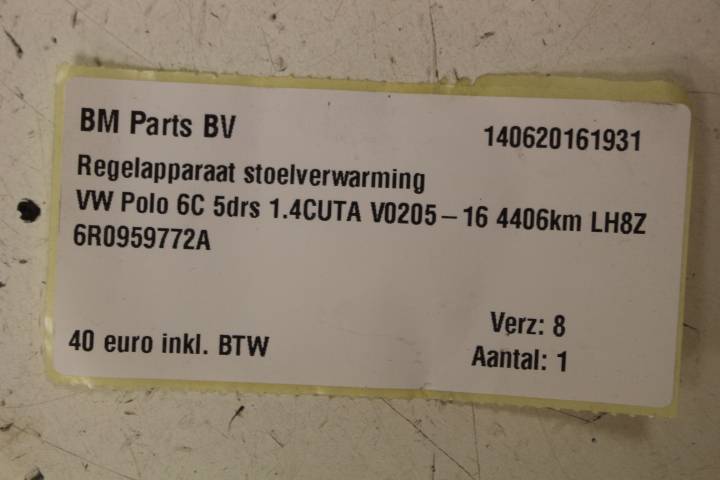 BM Parts BV
140620161931
Regelapparaat stoelverwarming
VW Polo 6C 5drs 1.4CUTA V0205-16 4406km LH8Z
6R0959772A
Verz: 8
40 euro inkl. BTW
Aantal: 1